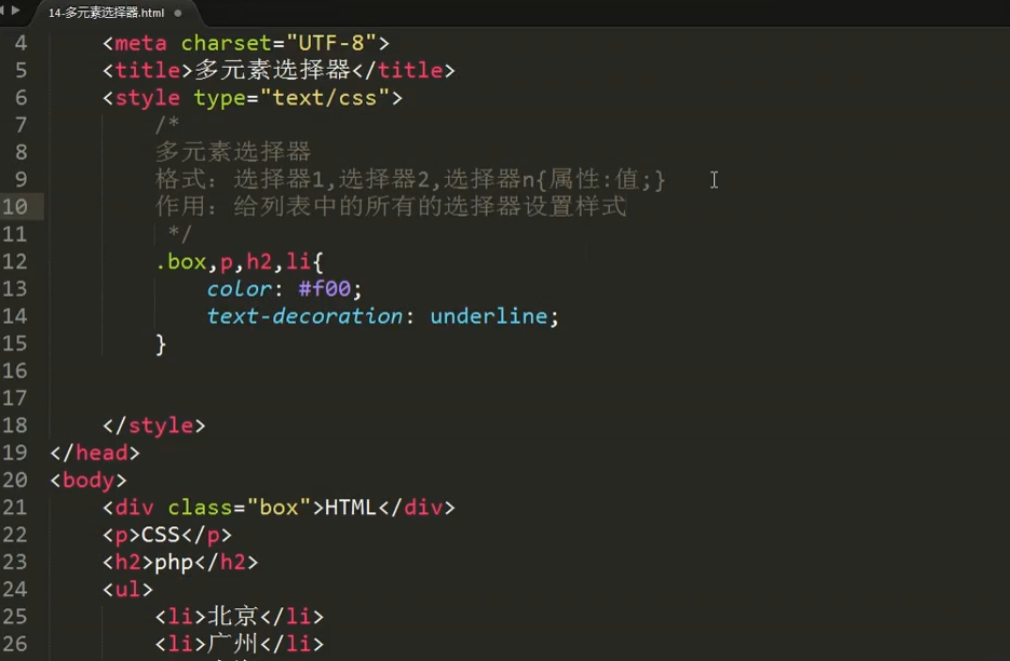 14-多元素选择器.html
4 <meta charset="UTF-8">
5 <title>多元素选择器</title>
6 <style type="text/css">
7 /*
8 多元素选择器
9 格式：选择器1,选择器2,选择器n{属性:值;}
10 作用：给列表中的所有的选择器设置样式
11 */
12 .box,p,h2,li{
13 color: #f00;
14 text-decoration: underline;
15 }
16
17
18 </style>
19 </head>
20 <body>
21 <div class="box">HTML</div>
22 <p>CSS</p>
23 <h2>php</h2>
24 <ul>
25 <li>北京</li>
26 <li>广州</li>